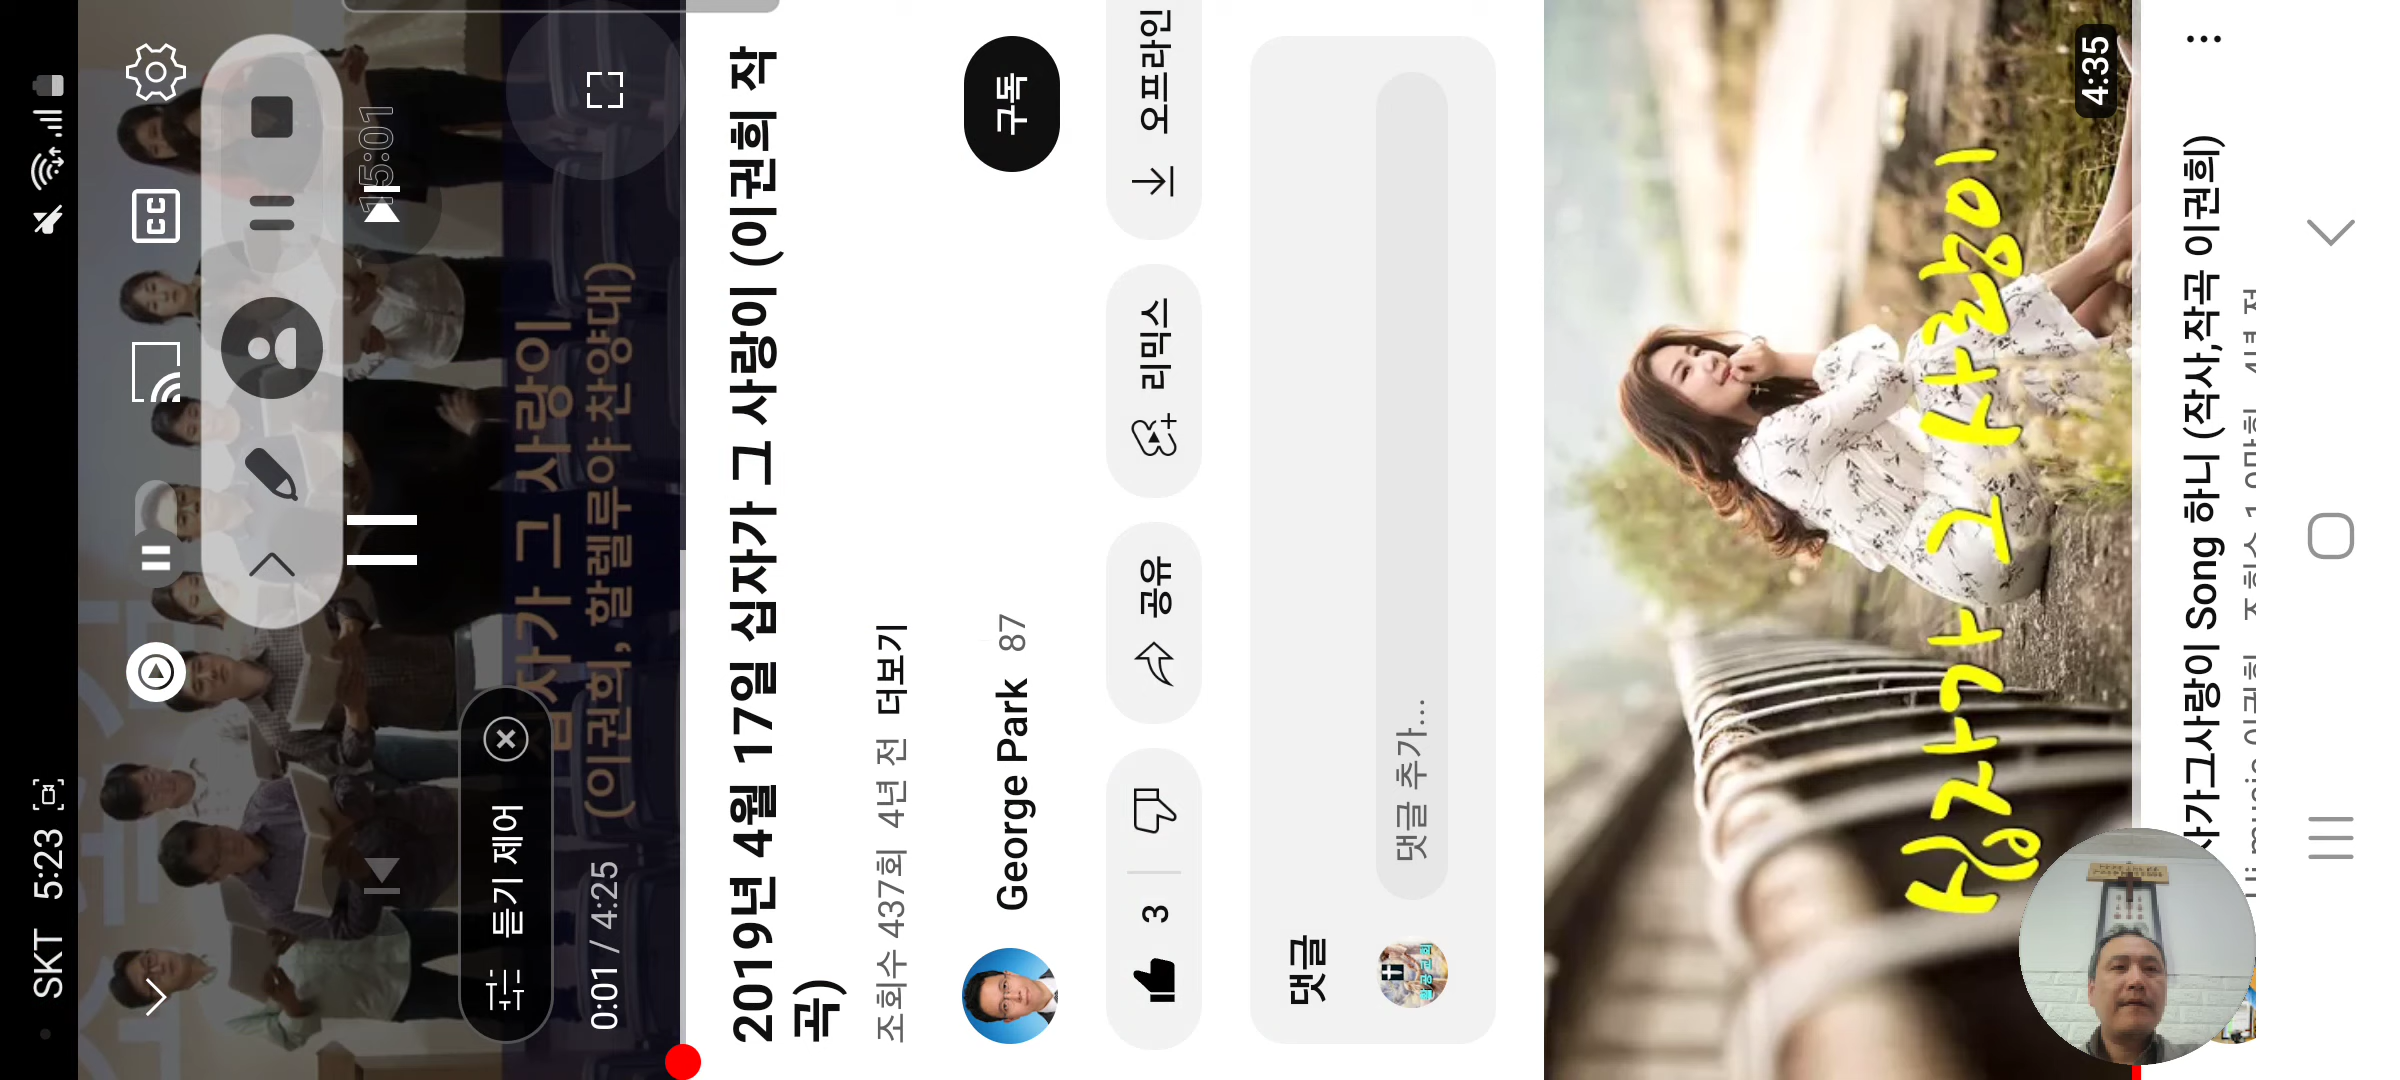 SKT 5:23
CC
15:01
십자가 그 사랑이
(이권희, 할렐루야 찬양대)
듣기 제어
0:01 / 4:25
2019년 4월 17일 십자가 그 사랑이 (이권희 작
곡)
조회수 437회 4년 전 더보기
George Park 87
구독
3
공유
리믹스
오프라인
댓글
댓글 추가...
십자가 그 사랑이
4:35
자가그사랑이 Song 하니 (작사,작곡 이권희)